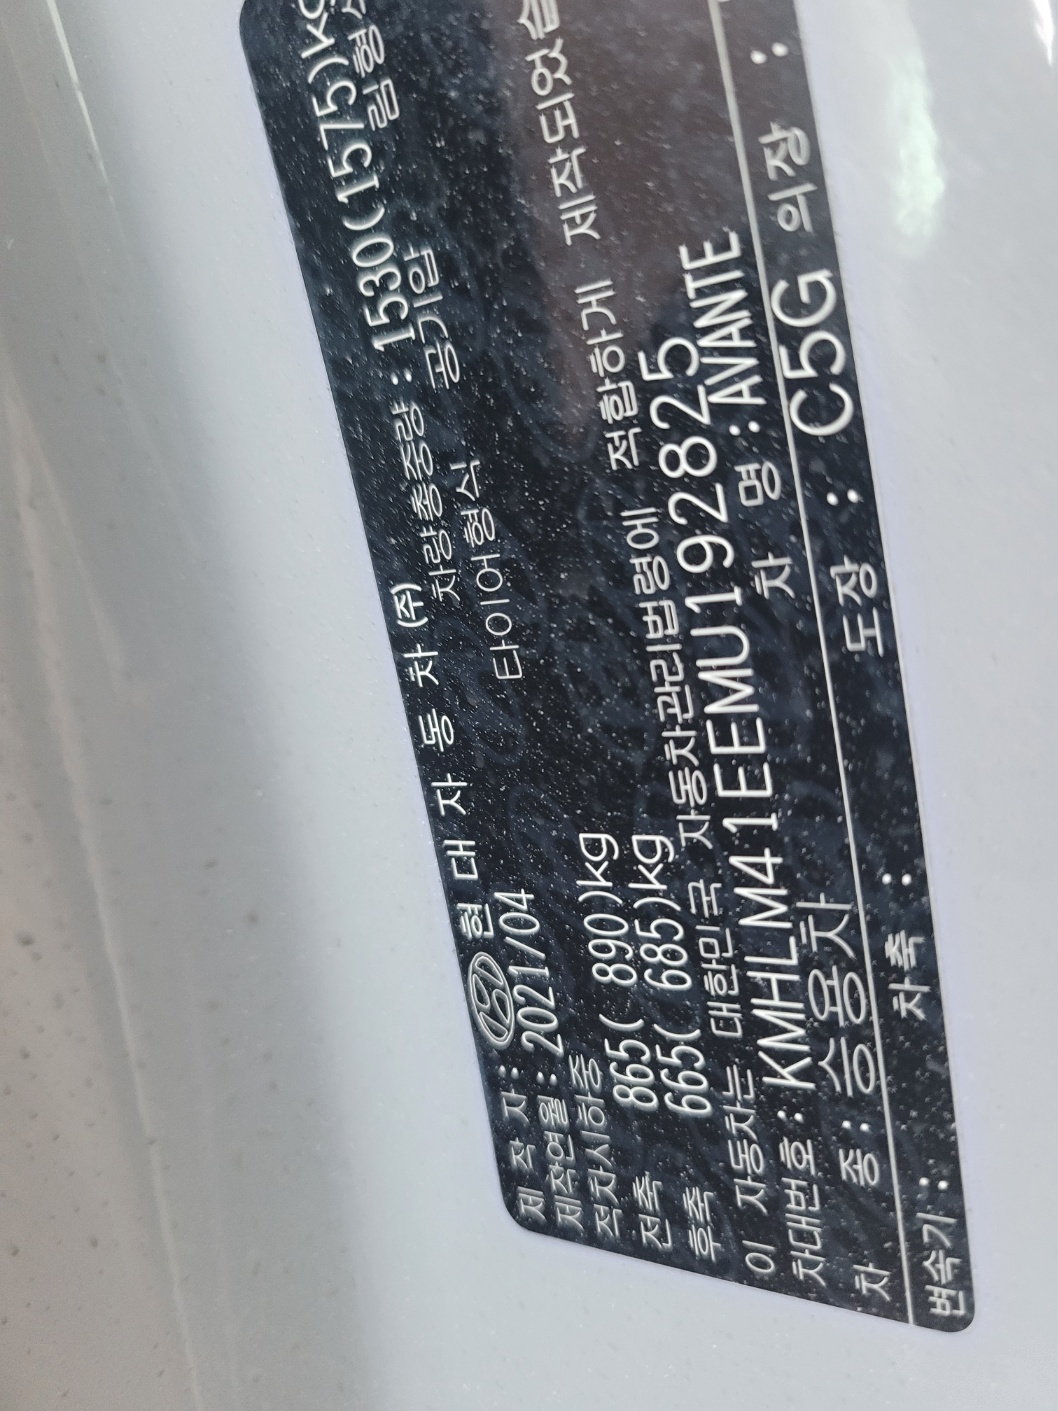 제 작 자 : 현 대 자 동 차 (주)
제작연월 : 2021/04 차량총중량 : 1530(1575)kg
적차시하중 타이어형식 공기압 림형식
전축 865( 890)kg
후축 665( 685)kg
이 자동차는 대한민국 자동차관리법령에 적합하게 제작되었습
차대번호 : KMHLM41EEMU192825
차 종 : 승용차 차 명 : AVANTE
변속기 : 차축 : 도장 : C5G 의장 :